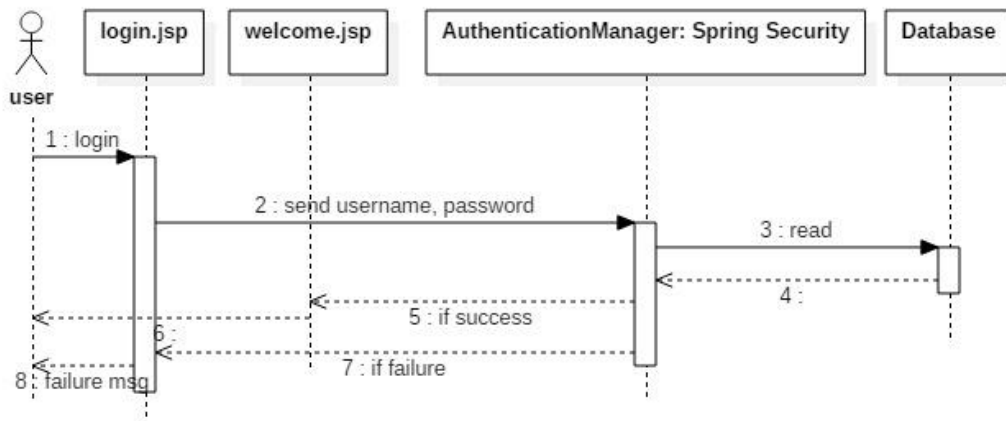 login.jsp
welcome.jsp
AuthenticationManager: Spring Security
Database
user
1 : login
2 : send username, password
3 : read
4 :
5 : if success
6 :
7 : if failure
8 : failure msg